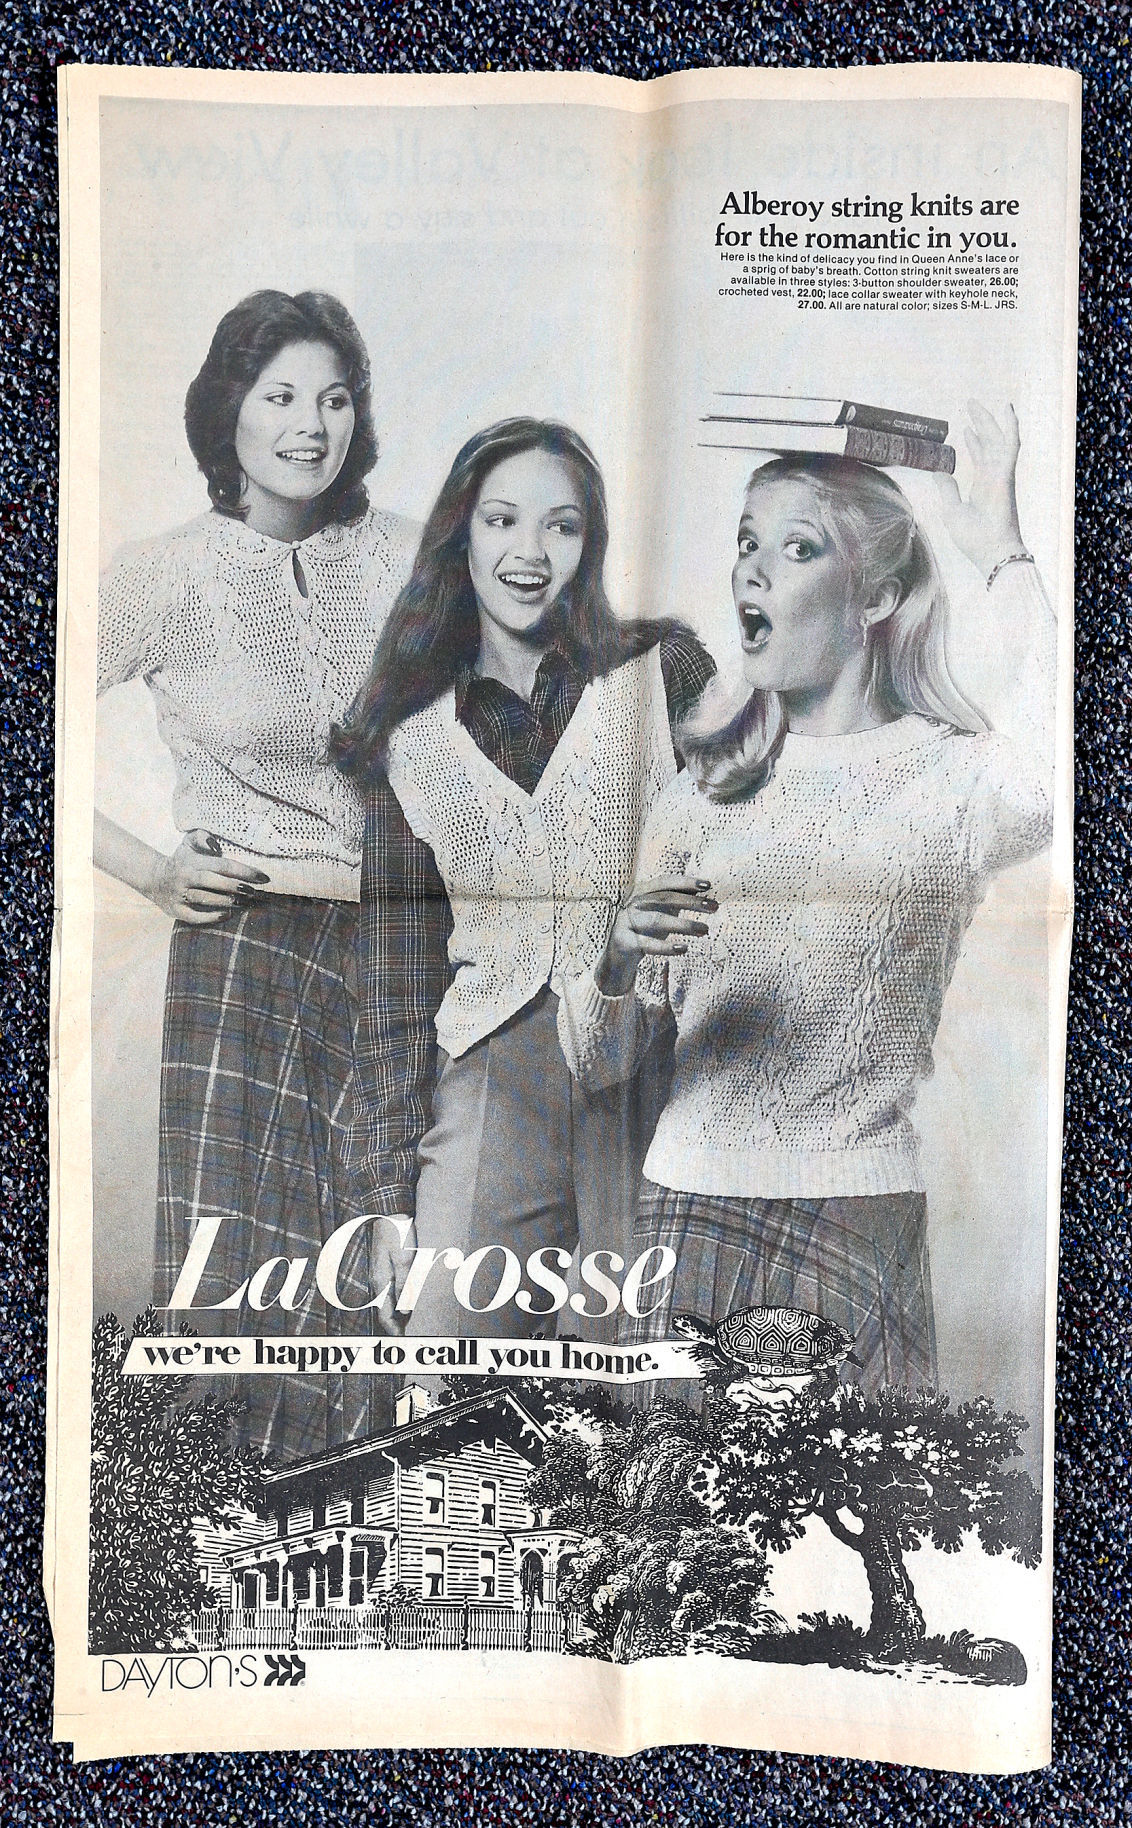 Alberoy string knits are
for the romantic in you.
Here is the kind of delicacy you find in Queen Anne's lace or
a sprig of baby's breath. Cotton string knit sweaters are
available in three styles: 3-button shoulder sweater, 26.00;
crocheted vest, 22.00; lace collar sweater with keyhole neck,
27.00. All are natural color; sizes S-M-L. JRS.
LaCrosse
we're happy to call you home.
DAYTON'S